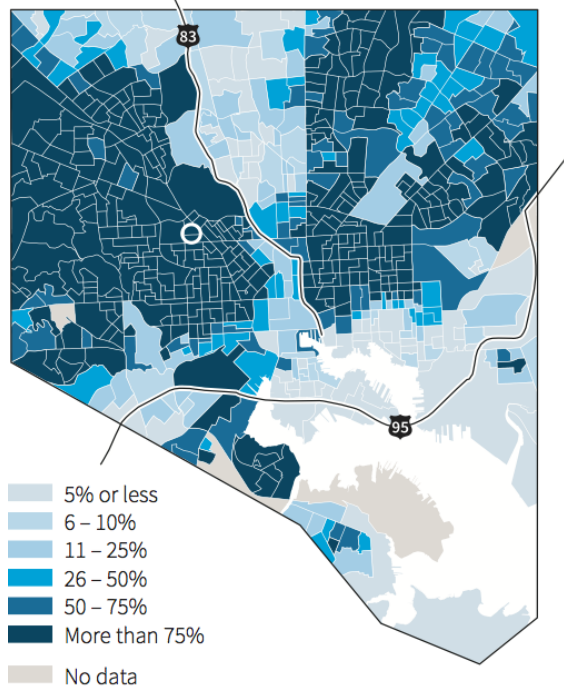 83
95
5% or less
6 – 10%
11 – 25%
26 – 50%
50 – 75%
More than 75%
No data